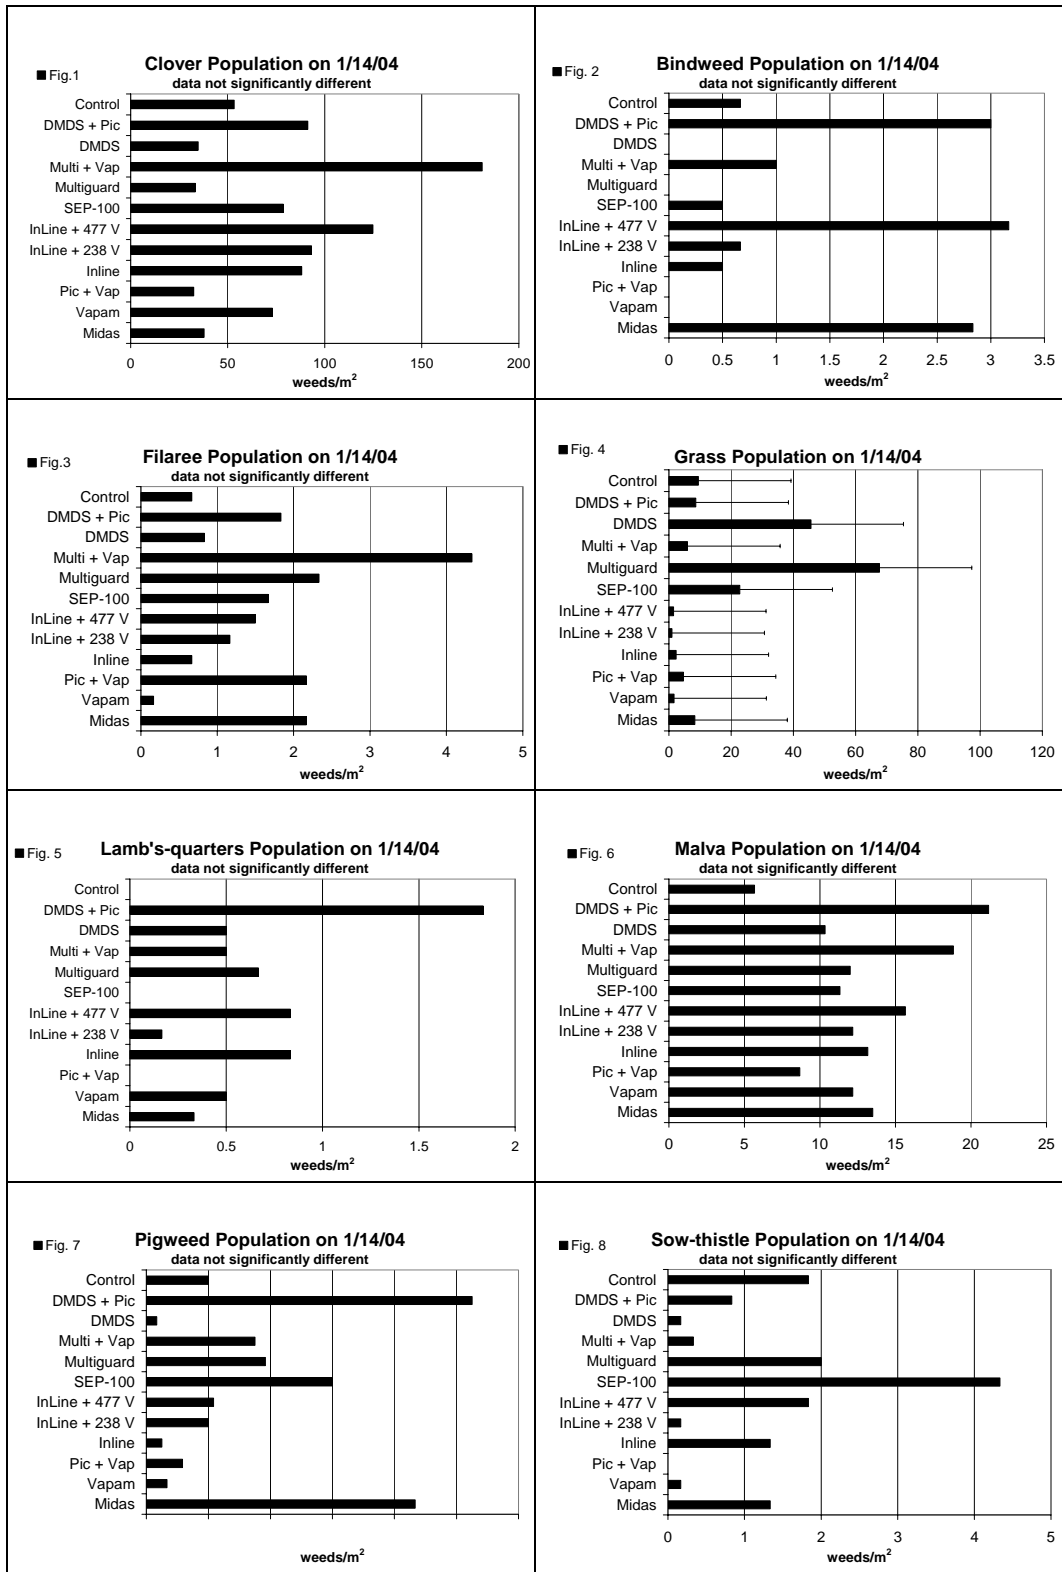 Fig.1
Clover Population on 1/14/04
data not significantly different
Control
DMDS + Pic
DMDS
Multi + Vap
Multiguard
SEP-100
InLine + 477 V
InLine + 238 V
Inline
Pic + Vap
Vapam
Midas
0 50 100 150 200
weeds/m²
Fig. 2
Bindweed Population on 1/14/04
data not significantly different
Control
DMDS + Pic
DMDS
Multi + Vap
Multiguard
SEP-100
InLine + 477 V
InLine + 238 V
Inline
Pic + Vap
Vapam
Midas
0 0.5 1 1.5 2 2.5 3 3.5
weeds/m²
Fig.3
Filaree Population on 1/14/04
data not significantly different
Control
DMDS + Pic
DMDS
Multi + Vap
Multiguard
SEP-100
InLine + 477 V
InLine + 238 V
Inline
Pic + Vap
Vapam
Midas
0 1 2 3 4 5
weeds/m²
Fig. 4
Grass Population on 1/14/04
Control
DMDS + Pic
DMDS
Multi + Vap
Multiguard
SEP-100
InLine + 477 V
InLine + 238 V
Inline
Pic + Vap
Vapam
Midas
0 20 40 60 80 100 120
weeds/m²
Fig. 5
Lamb's-quarters Population on 1/14/04
data not significantly different
Control
DMDS + Pic
DMDS
Multi + Vap
Multiguard
SEP-100
InLine + 477 V
InLine + 238 V
Inline
Pic + Vap
Vapam
Midas
0 0.5 1 1.5 2
weeds/m²
Fig. 6
Malva Population on 1/14/04
data not significantly different
Control
DMDS + Pic
DMDS
Multi + Vap
Multiguard
SEP-100
InLine + 477 V
InLine + 238 V
Inline
Pic + Vap
Vapam
Midas
0 5 10 15 20 25
weeds/m²
Fig. 7
Pigweed Population on 1/14/04
data not significantly different
Control
DMDS + Pic
DMDS
Multi + Vap
Multiguard
SEP-100
InLine + 477 V
InLine + 238 V
Inline
Pic + Vap
Vapam
Midas
weeds/m²
Fig. 8
Sow-thistle Population on 1/14/04
data not significantly different
Control
DMDS + Pic
DMDS
Multi + Vap
Multiguard
SEP-100
InLine + 477 V
InLine + 238 V
Inline
Pic + Vap
Vapam
Midas
0 1 2 3 4 5
weeds/m²